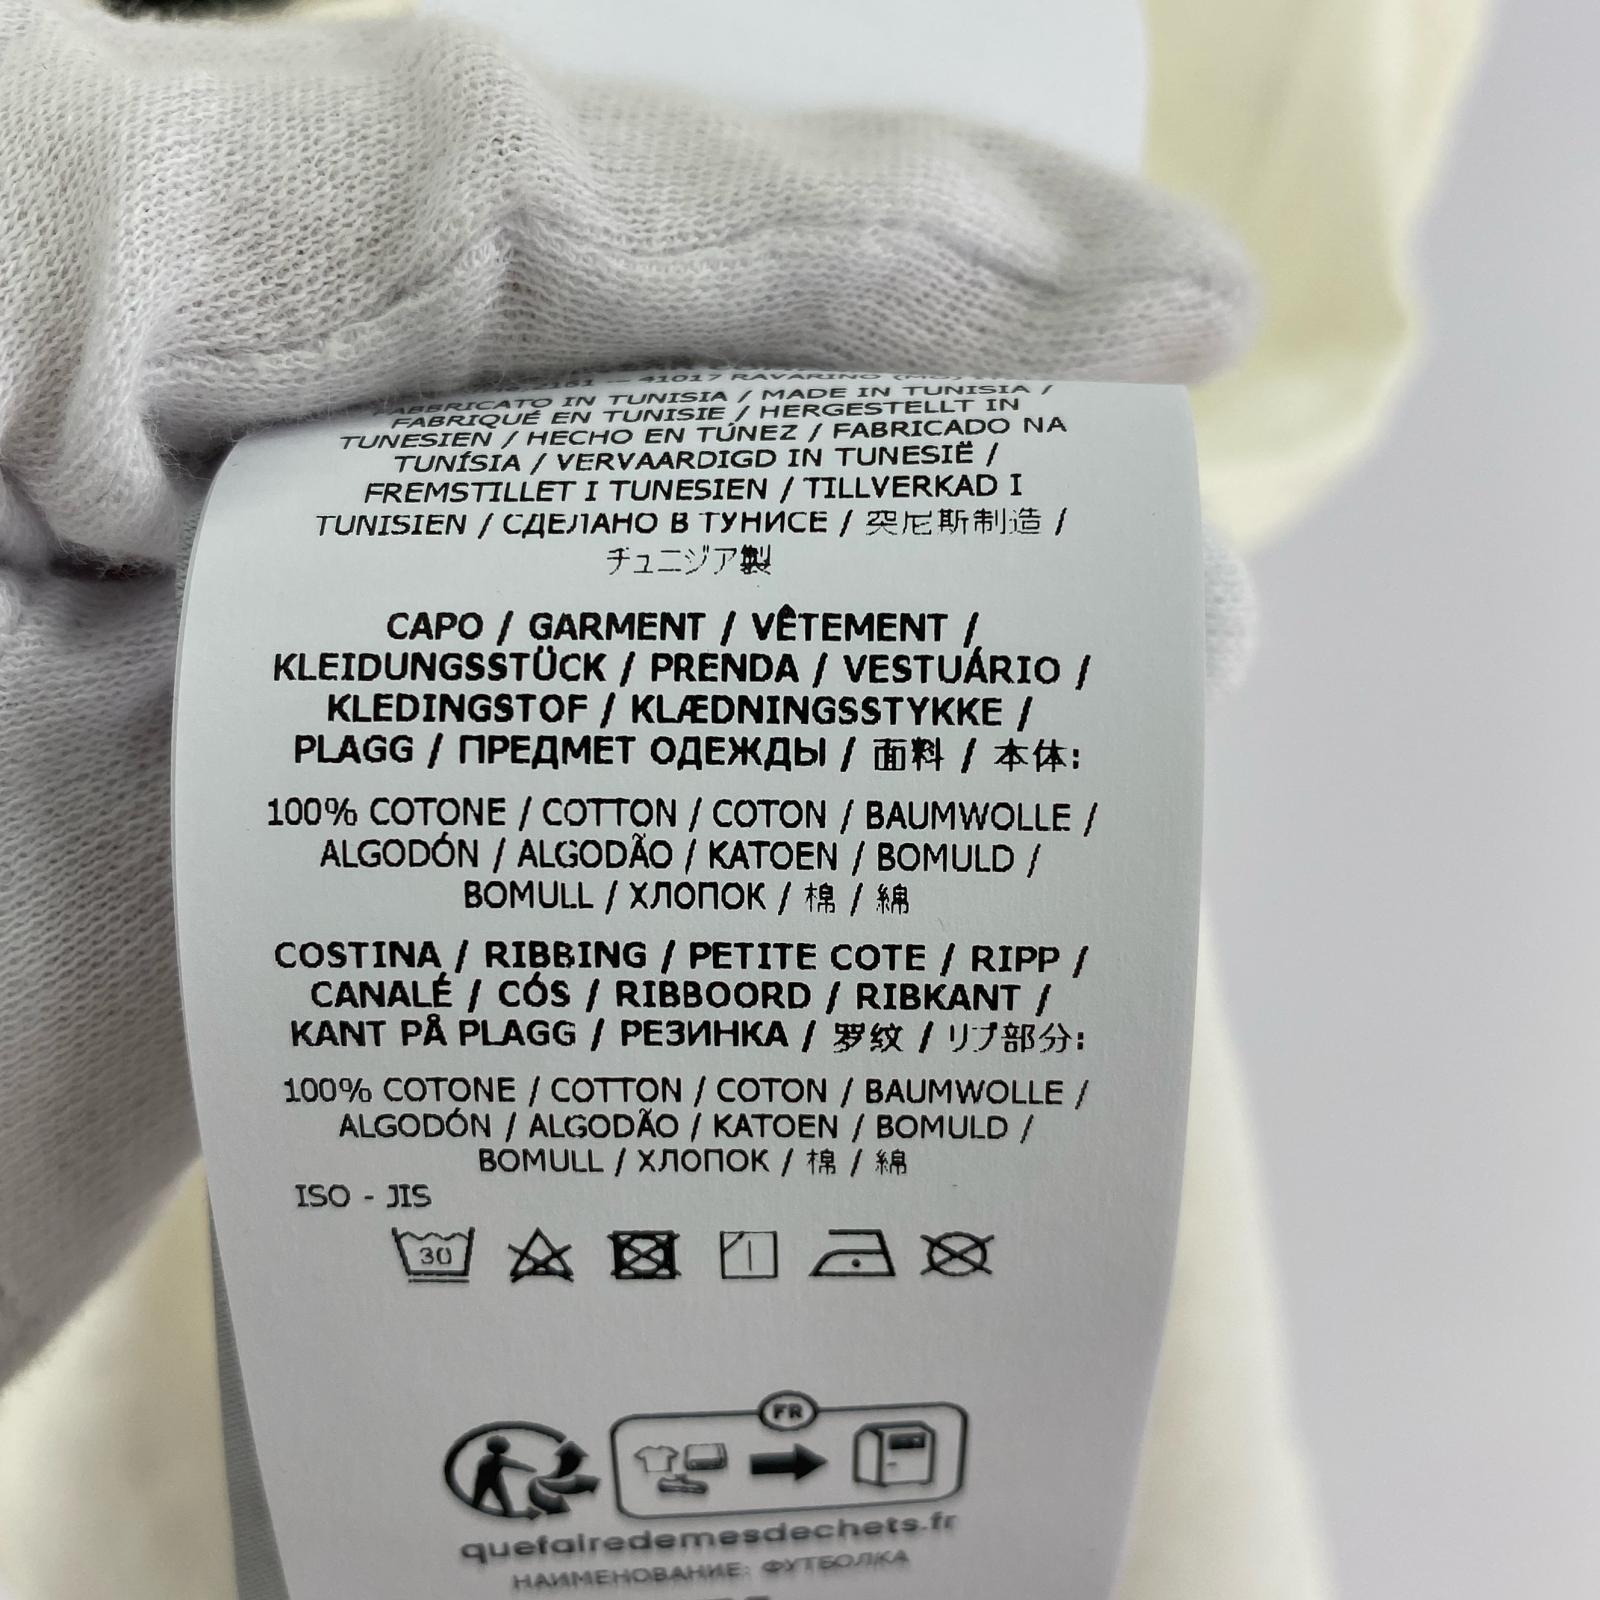 41017 RAVARINO
FABBRICATO IN TUNISIA / MADE IN TUNISIA /
FABRIQUÉ EN TUNISIE / HERGESTELLT IN
TUNESIEN / HECHO EN TÚNEZ / FABRICADO NA
TUNÍSIA / VERVAARDIGD IN TUNESIË /
FREMSTILLET I TUNESIEN / TILLVERKAD I
TUNISIEN / СДЕЛАНО В ТУНИСЕ / 突尼斯制造 /
チュニジア製
CAPO / GARMENT / VÊTEMENT /
KLEIDUNGSSTÜCK / PRENDA / VESTUÁRIO /
KLEDINGSTOF / KLÆDNINGSSTYKKE /
PLAGG / ПРЕДМЕТ ОДЕЖДЫ / 面料 / 本体:
100% COTONE / COTTON / COTON / BAUMWOLLE /
ALGODÓN / ALGODÃO / KATOEN / BOMULD /
BOMULL / ХЛОПОК / 棉 / 綿
COSTINA / RIBBING / PETITE COTE / RIPP /
CANALÉ / CÓS / RIBBOORD / RIBKANT /
KANT PÅ PLAGG / РЕЗИНКА / 罗纹 / リブ部分:
100% COTONE / COTTON / COTON / BAUMWOLLE /
ALGODÓN / ALGODÃO / KATOEN / BOMULD /
BOMULL / ХЛОПОК / 棉 / 綿
ISO - JIS
30
FR
quefairedemesdechets.fr
НАИМЕНОВАНИЕ: ФУТБОЛКА